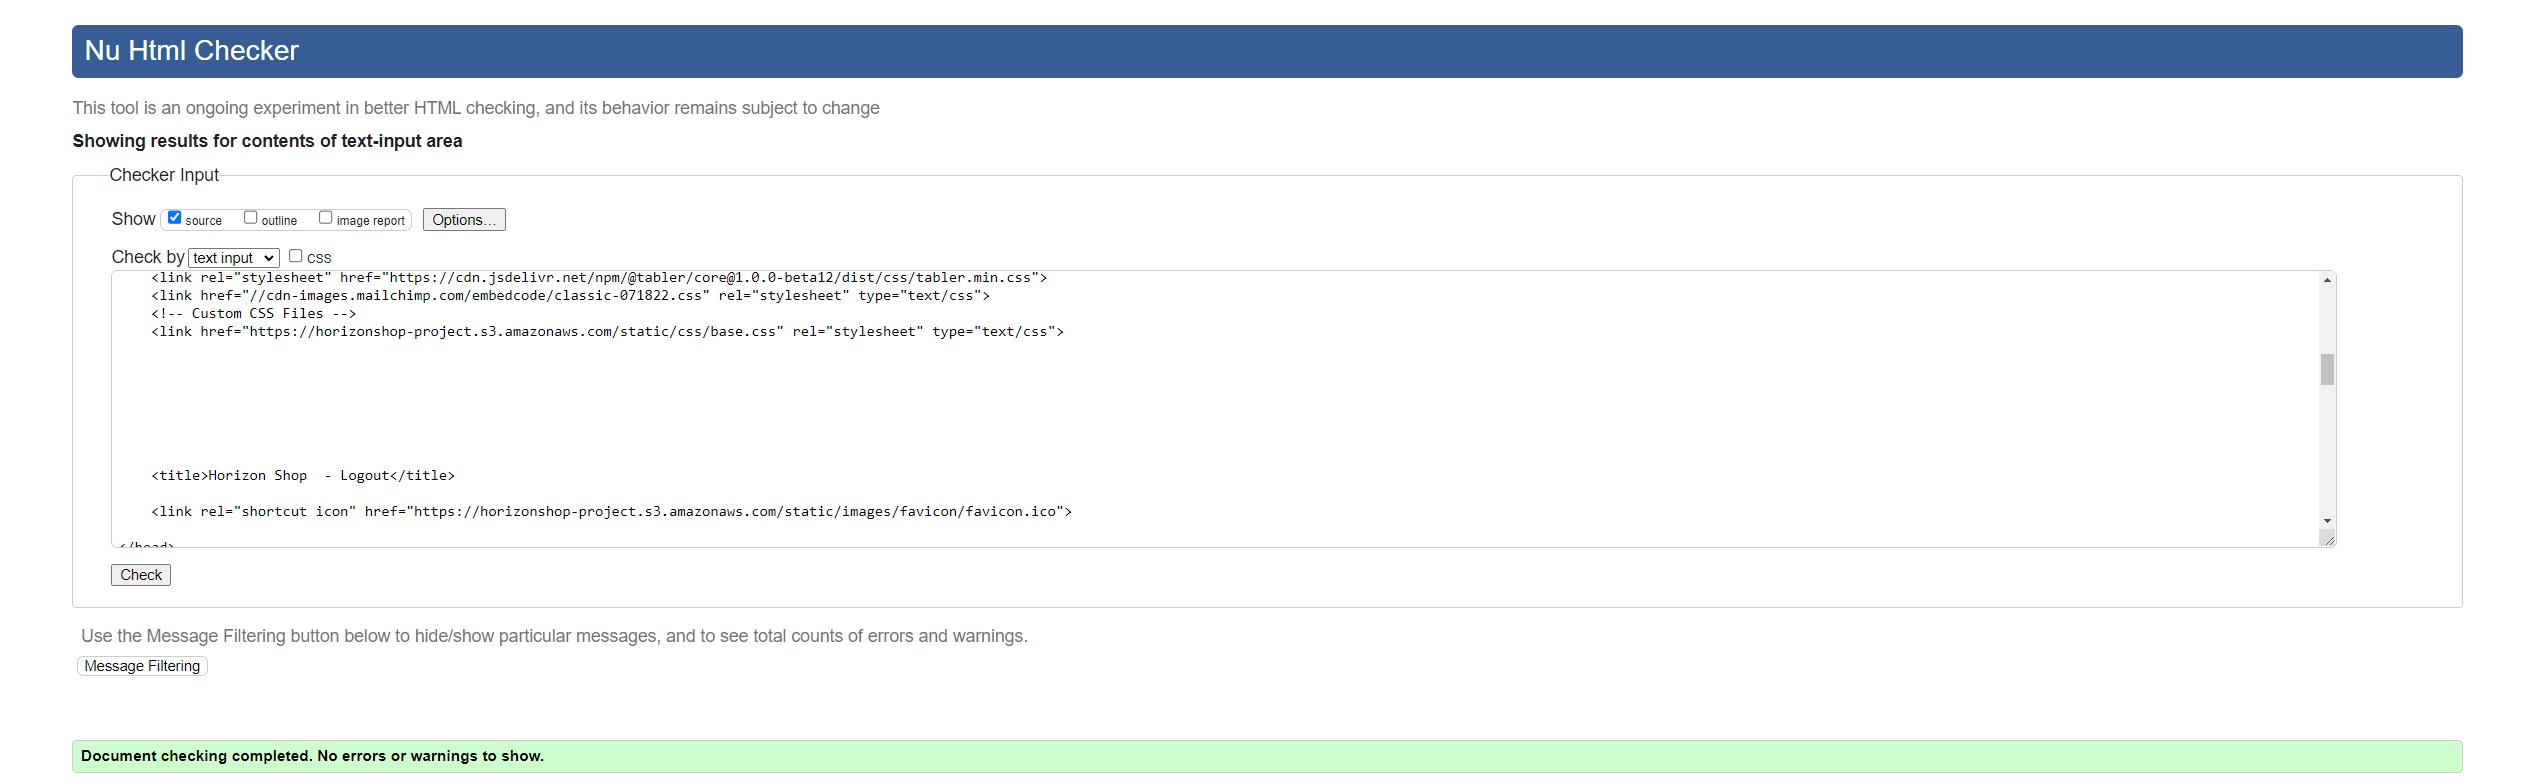 Nu Html Checker
This tool is an ongoing experiment in better HTML checking, and its behavior remains subject to change
Showing results for contents of text-input area
Checker Input
Show source outline image report Options...
Check by text input CSS
<link rel="stylesheet" href="https://cdn.jsdelivr.net/npm/@tabler/core@1.0.0-beta12/dist/css/tabler.min.css">
<link href="//cdn-images.mailchimp.com/embedcode/classic-071822.css" rel="stylesheet" type="text/css">
<!-- Custom CSS Files -->
<link href="https://horizonshop-project.s3.amazonaws.com/static/css/base.css" rel="stylesheet" type="text/css">
<title>Horizon Shop  - Logout</title>
<link rel="shortcut icon" href="https://horizonshop-project.s3.amazonaws.com/static/images/favicon/favicon.ico">
</head>
Check
Use the Message Filtering button below to hide/show particular messages, and to see total counts of errors and warnings.
Message Filtering
Document checking completed. No errors or warnings to show.